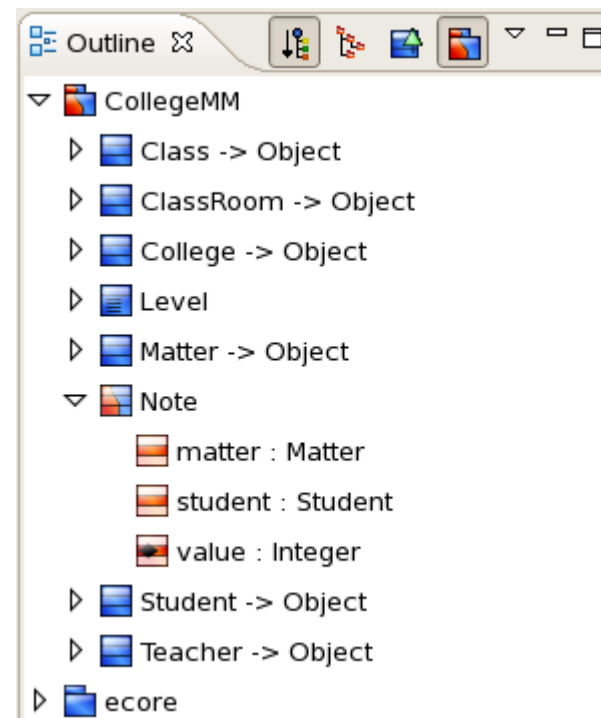 Outline
CollegeMM
Class -> Object
ClassRoom -> Object
College -> Object
Level
Matter -> Object
Note
matter : Matter
student : Student
value : Integer
Student -> Object
Teacher -> Object
ecore